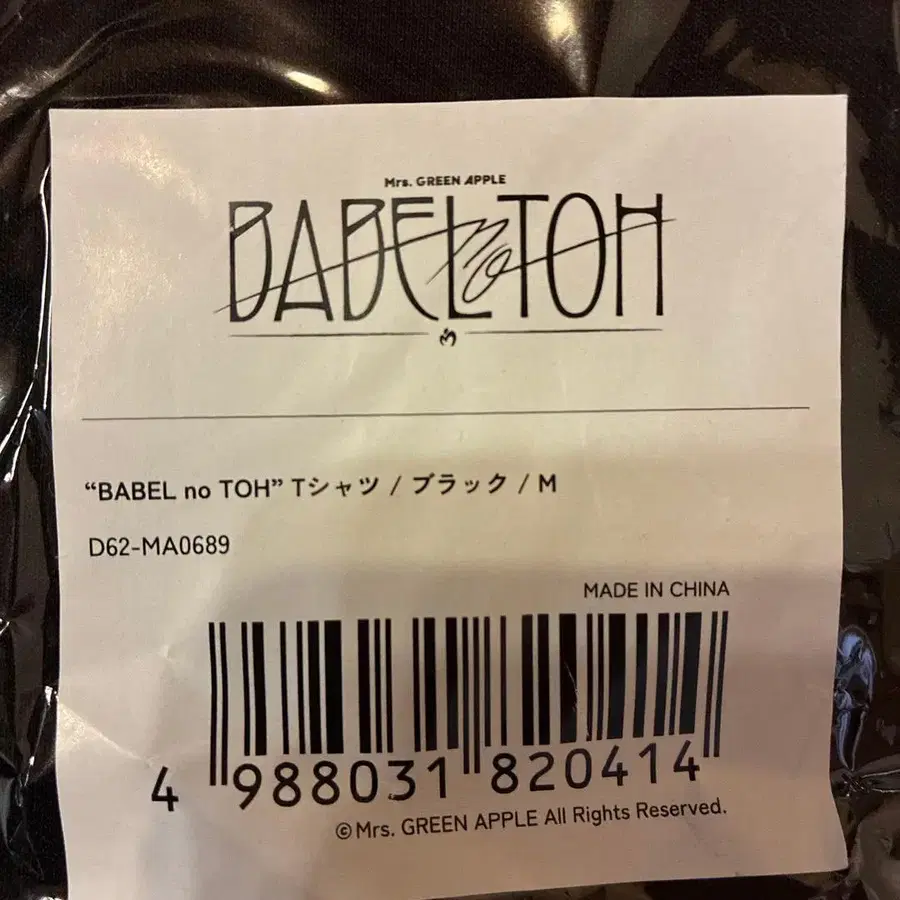 Mrs. GREEN APPLE
BABEL no TOH
“BABEL no TOH” Tシャツ / ブラック / M
D62-MA0689
MADE IN CHINA
4 988031 820414
©Mrs. GREEN APPLE All Rights Reserved.